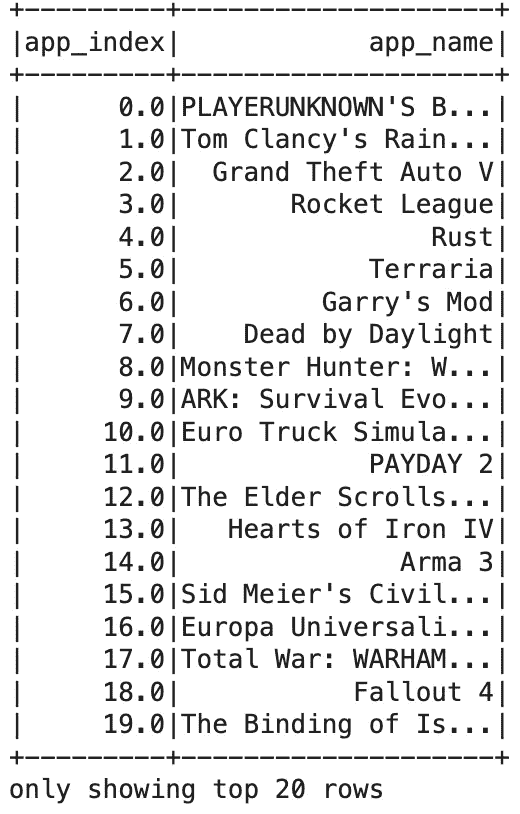 +---------+--------------------+
|app_index|            app_name|
+---------+--------------------+
|      0.0|PLAYERUNKNOWN'S B...|
|      1.0|Tom Clancy's Rain...|
|      2.0|  Grand Theft Auto V|
|      3.0|       Rocket League|
|      4.0|                Rust|
|      5.0|            Terraria|
|      6.0|         Garry's Mod|
|      7.0|    Dead by Daylight|
|      8.0|Monster Hunter: W...|
|      9.0|ARK: Survival Evo...|
|     10.0|Euro Truck Simula...|
|     11.0|            PAYDAY 2|
|     12.0|The Elder Scrolls...|
|     13.0|   Hearts of Iron IV|
|     14.0|              Arma 3|
|     15.0|Sid Meier's Civil...|
|     16.0|Europa Universali...|
|     17.0|Total War: WARHAM...|
|     18.0|           Fallout 4|
|     19.0|The Binding of Is...|
+---------+--------------------+
only showing top 20 rows